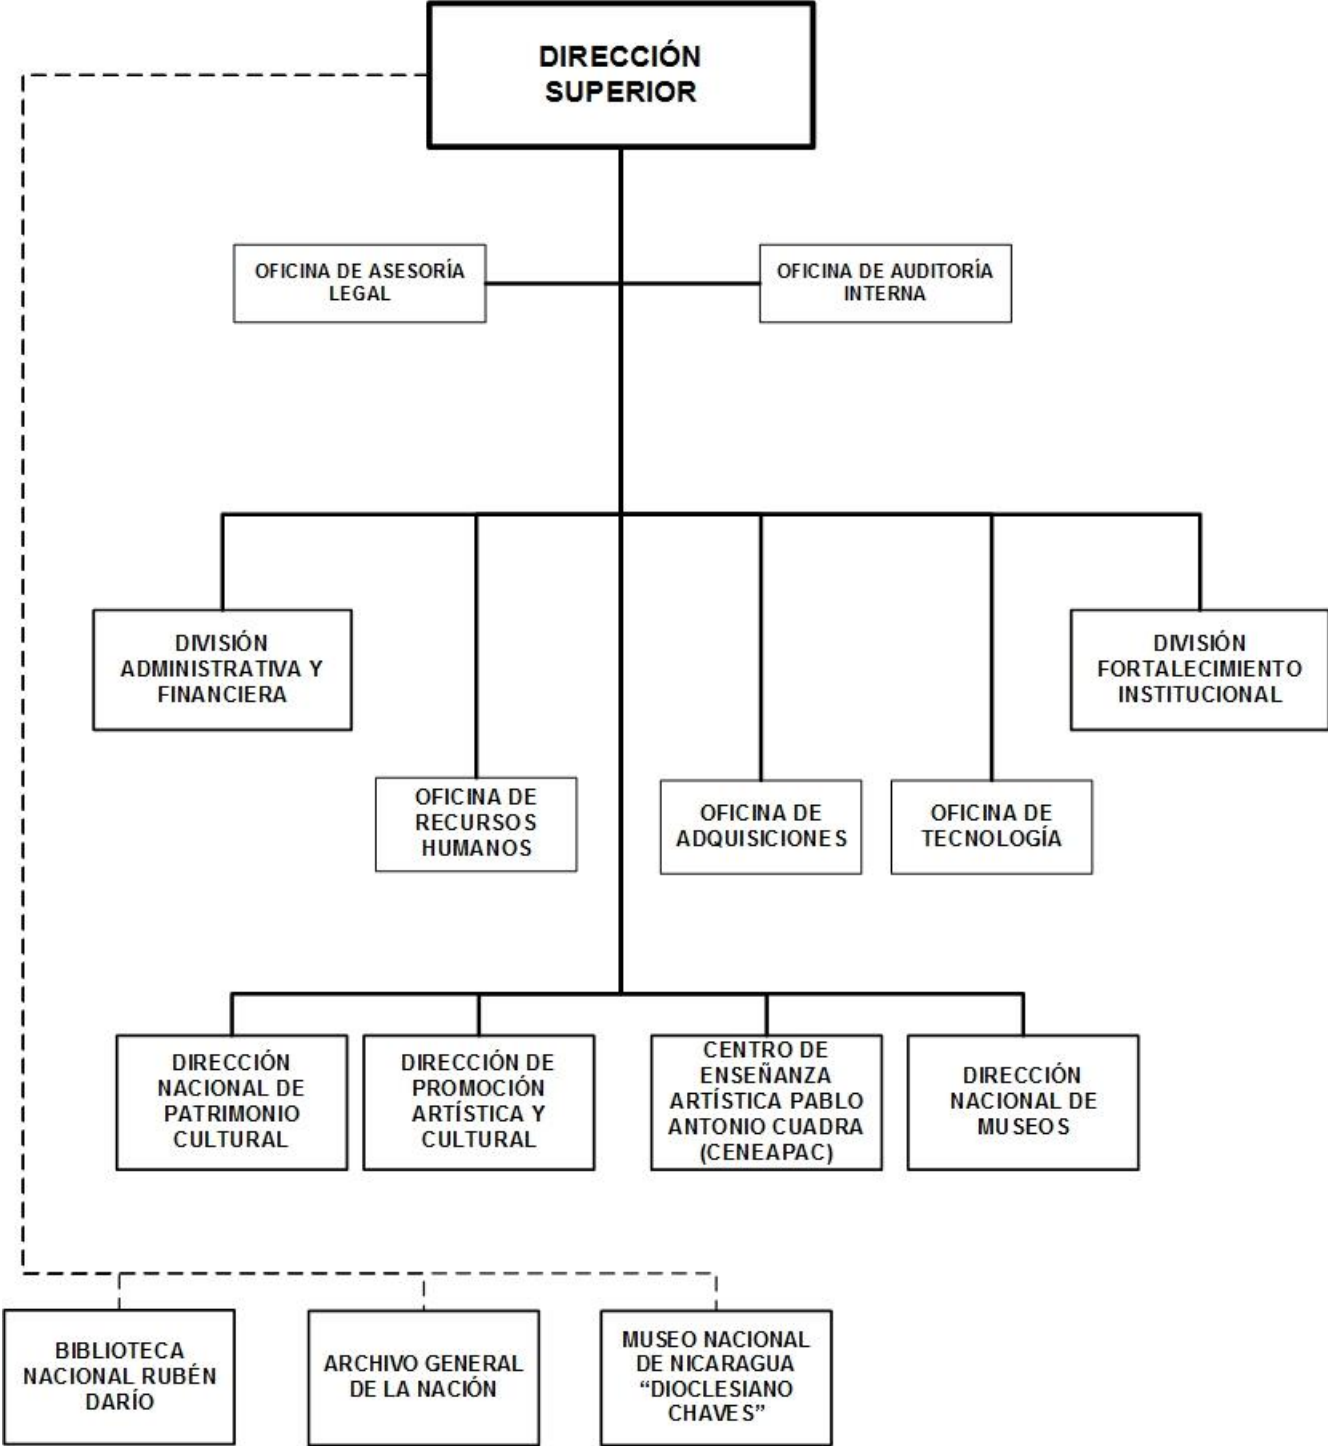 DIRECCIÓN
SUPERIOR
OFICINA DE ASESORÍA
LEGAL
OFICINA DE AUDITORÍA
INTERNA
DIVISIÓN
ADMINISTRATIVA Y
FINANCIERA
DIVISIÓN
FORTALECIMIENTO
INSTITUCIONAL
OFICINA DE
RECURSOS
HUMANOS
OFICINA DE
ADQUISICIONES
OFICINA DE
TECNOLOGÍA
DIRECCIÓN
NACIONAL DE
PATRIMONIO
CULTURAL
DIRECCIÓN DE
PROMOCIÓN
ARTÍSTICA Y
CULTURAL
CENTRO DE
ENSEÑANZA
ARTÍSTICA PABLO
ANTONIO CUADRA
(CENEAPAC)
DIRECCIÓN
NACIONAL DE
MUSEOS
BIBLIOTECA
NACIONAL RUBÉN
DARÍO
ARCHIVO GENERAL
DE LA NACIÓN
MUSEO NACIONAL
DE NICARAGUA
“DIOCLESIANO
CHAVES”